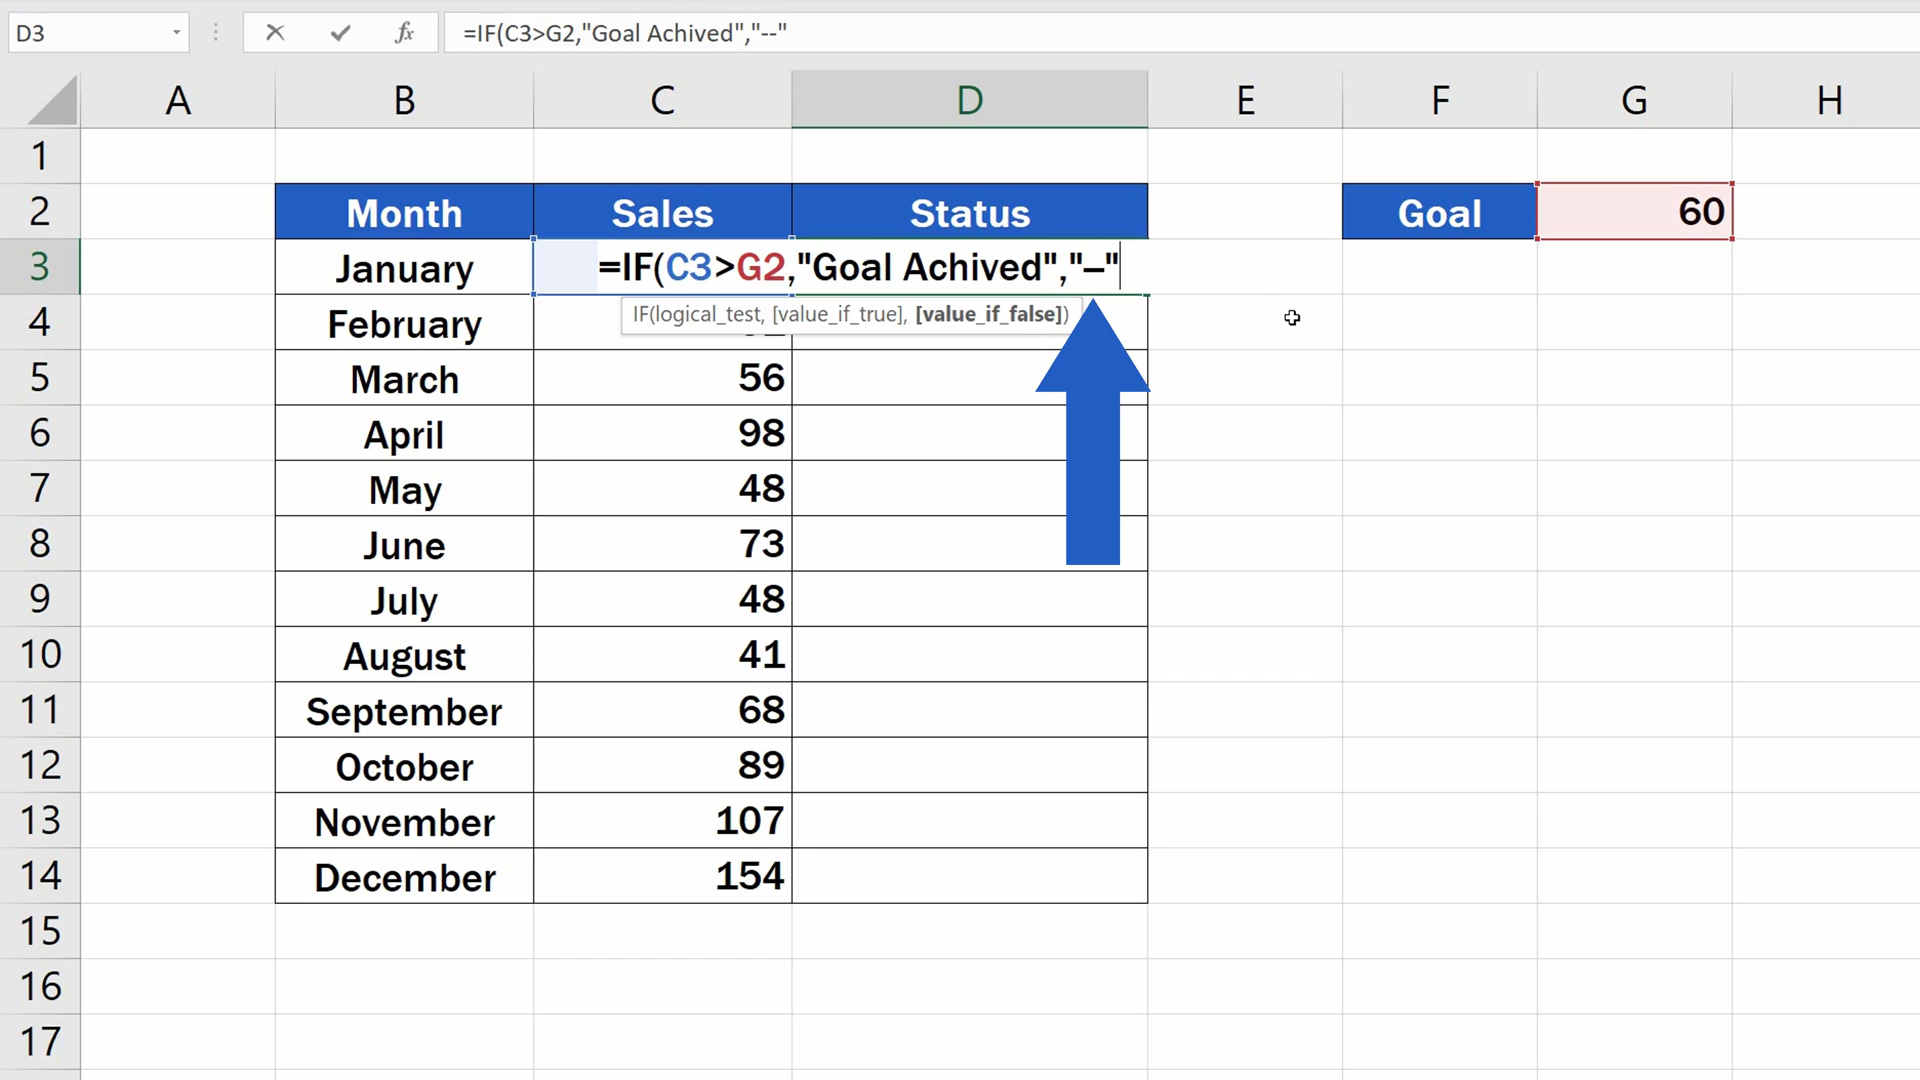 D3 fx =IF(C3>G2,"Goal Achived","--"
A B C D E F G H
1
2 Month Sales Status Goal 60
3 January =IF(C3>G2,"Goal Achived","--"
IF(logical_test, [value_if_true], [value_if_false])
4 February
5 March 56
6 April 98
7 May 48
8 June 73
9 July 48
10 August 41
11 September 68
12 October 89
13 November 107
14 December 154
15
16
17